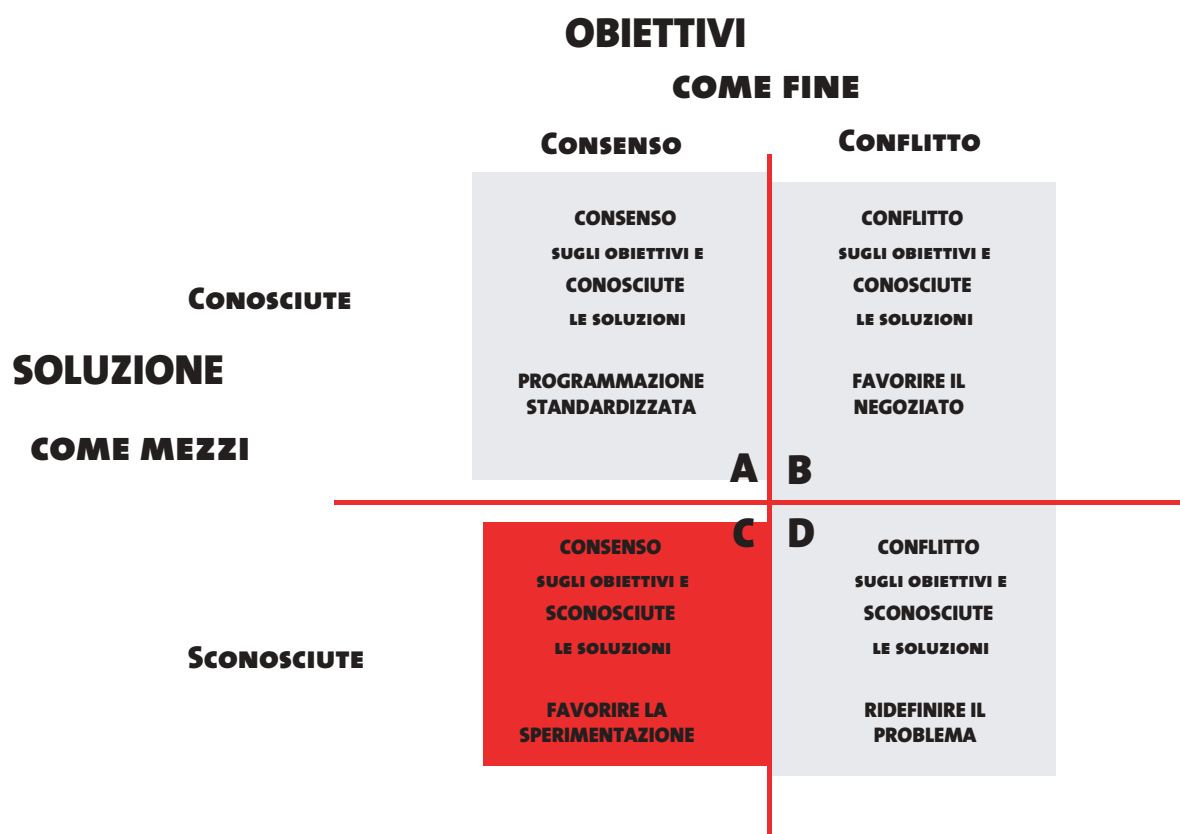 OBIETTIVI
COME FINE
CONSENSO
CONFLITTO
CONOSCIUTE
SOLUZIONE
COME MEZZI
SCONOSCIUTE
CONSENSO
SUGLI OBIETTIVI E
CONOSCIUTE
LE SOLUZIONI
PROGRAMMAZIONE
STANDARDIZZATA
A
CONFLITTO
SUGLI OBIETTIVI E
CONOSCIUTE
LE SOLUZIONI
FAVORIRE IL
NEGOZIATO
B
C
CONSENSO
SUGLI OBIETTIVI E
SCONOSCIUTE
LE SOLUZIONI
FAVORIRE LA
SPERIMENTAZIONE
D
CONFLITTO
SUGLI OBIETTIVI E
SCONOSCIUTE
LE SOLUZIONI
RIDEFINIRE IL
PROBLEMA